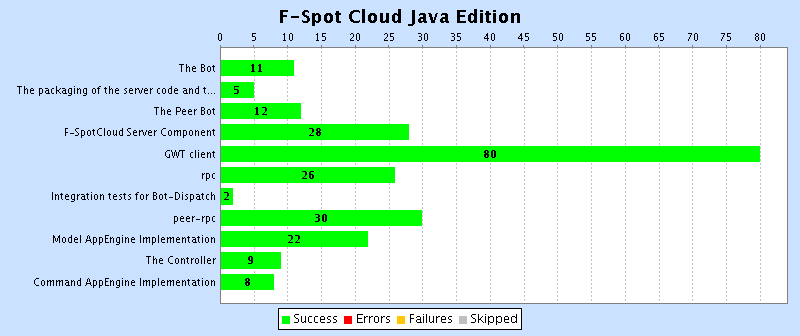 F-Spot Cloud Java Edition
0 5 10 15 20 25 30 35 40 45 50 55 60 65 70 75 80
The Bot 11
The packaging of the server code and t... 5
The Peer Bot 12
F-SpotCloud Server Component 28
GWT client 80
rpc 26
Integration tests for Bot-Dispatch 2
peer-rpc 30
Model AppEngine Implementation 22
The Controller 9
Command AppEngine Implementation 8
Success Errors Failures Skipped